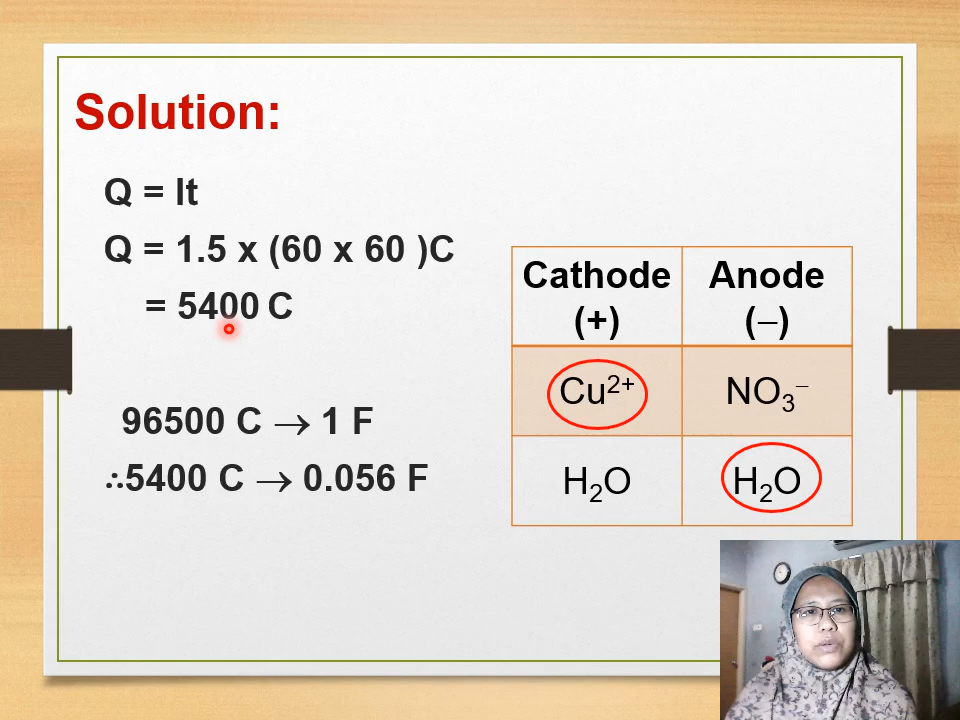 Solution:
Q = It
Q = 1.5 x (60 x 60 )C
= 5400 C
96500 C → 1 F
∴5400 C → 0.056 F
Cathode (+) Anode (–)
Cu²⁺ NO₃⁻
H₂O H₂O